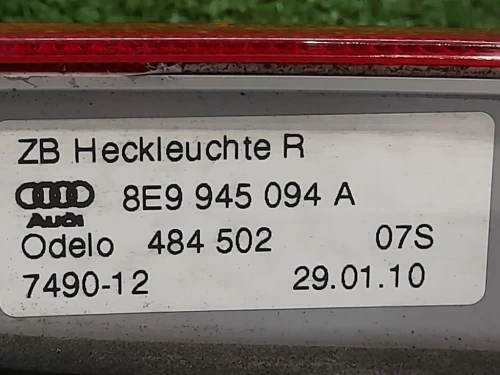 ZB Heckleuchte R
8E9 945 094 A
Audi
Odelo 484 502 07S
7490-12 29.01.10